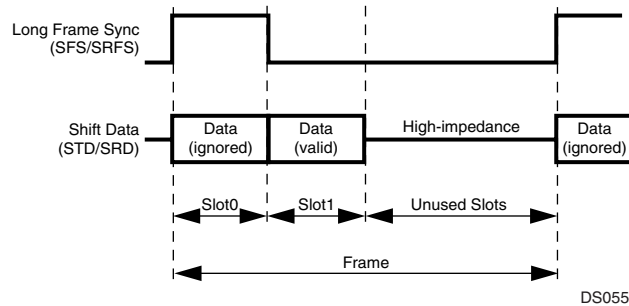 Long Frame Sync
(SFS/SRFS)
Shift Data
(STD/SRD)
Data
(ignored)
Data
(valid)
High-impedance
Data
(ignored)
Slot0
Slot1
Unused Slots
Frame
DS055